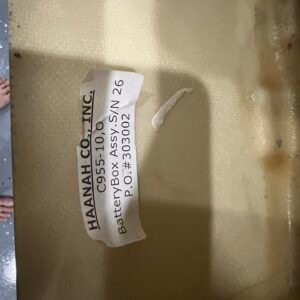 HAANAH CO., INC.
C955-10.0
BatteryBox Assy.S/N 26
P.O.#303002